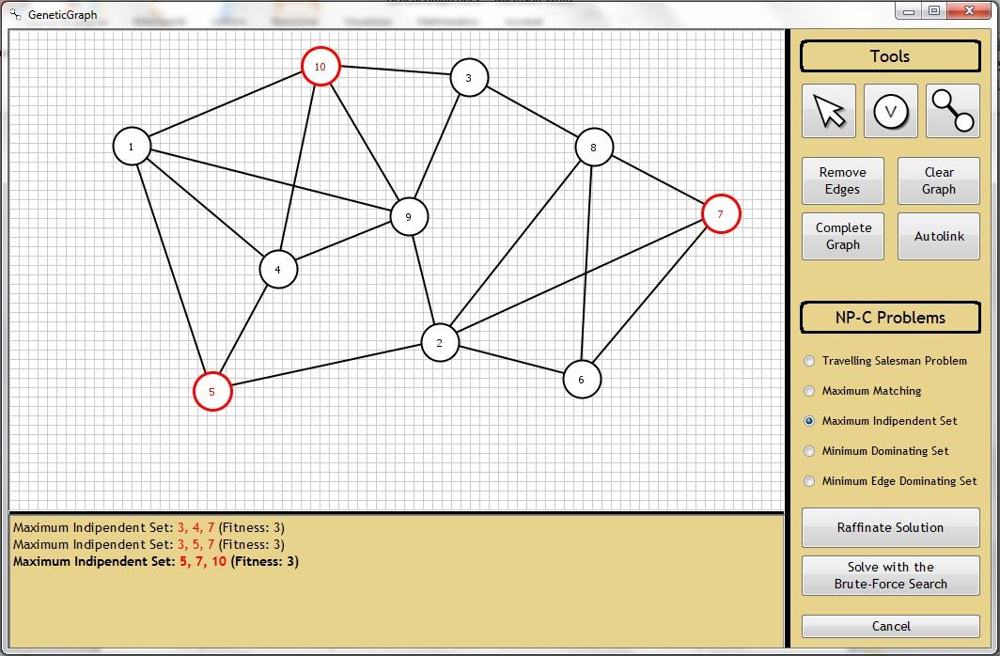 GeneticGraph
10
3
1
8
9
7
4
2
6
5
Tools
V
Remove
Edges
Clear
Graph
Complete
Graph
Autolink
NP-C Problems
Travelling Salesman Problem
Maximum Matching
Maximum Indipendent Set
Minimum Dominating Set
Minimum Edge Dominating Set
Raffinate Solution
Solve with the
Brute-Force Search
Cancel
Maximum Indipendent Set: 3, 4, 7 (Fitness: 3)
Maximum Indipendent Set: 3, 5, 7 (Fitness: 3)
Maximum Indipendent Set: 5, 7, 10 (Fitness: 3)